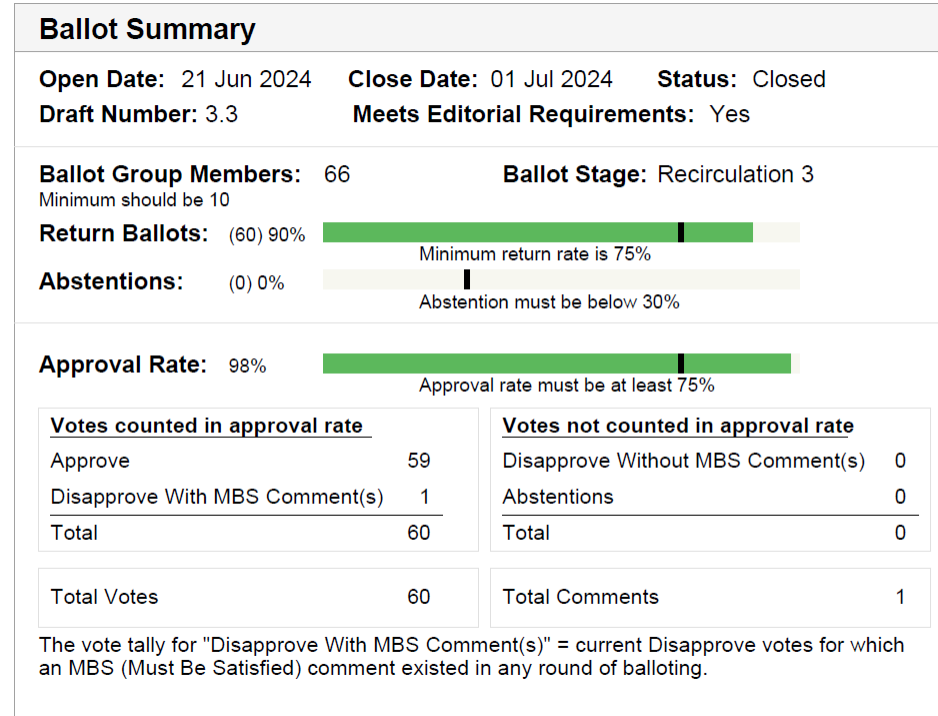 Ballot Summary
Open Date: 21 Jun 2024 Close Date: 01 Jul 2024 Status: Closed
Draft Number: 3.3 Meets Editorial Requirements: Yes
Ballot Group Members: 66 Ballot Stage: Recirculation 3
Minimum should be 10
Return Ballots: (60) 90%
Minimum return rate is 75%
Abstentions: (0) 0%
Abstention must be below 30%
Approval Rate: 98%
Approval rate must be at least 75%
Votes counted in approval rate Votes not counted in approval rate
Approve 59 Disapprove Without MBS Comment(s) 0
Disapprove With MBS Comment(s) 1 Abstentions 0
Total 60 Total 0
Total Votes 60 Total Comments 1
The vote tally for "Disapprove With MBS Comment(s)" = current Disapprove votes for which
an MBS (Must Be Satisfied) comment existed in any round of balloting.